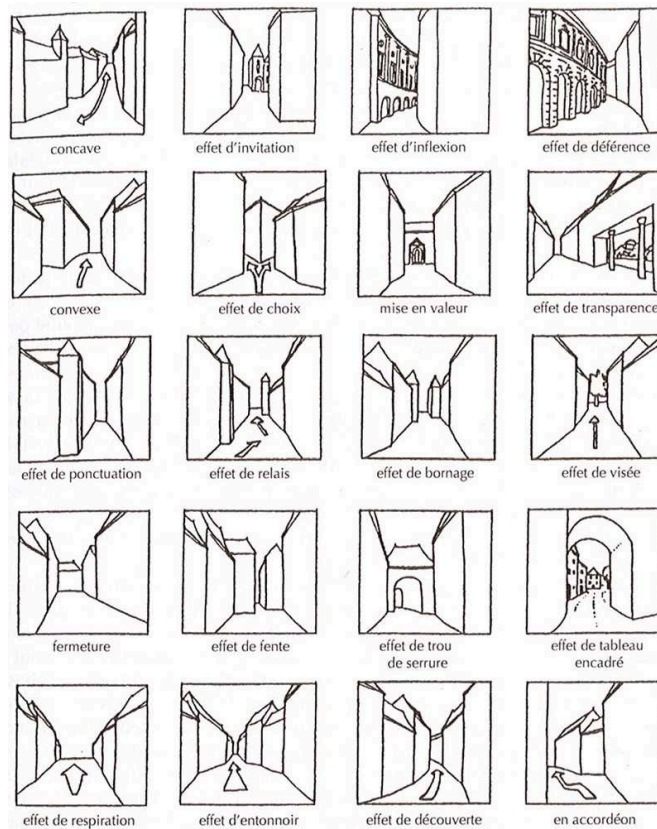 concave
effet d'invitation
effet d'inflexion
effet de déférence
convexe
effet de choix
mise en valeur
effet de transparence
effet de ponctuation
effet de relais
effet de bornage
effet de visée
fermeture
effet de fente
effet de trou
de serrure
effet de tableau
encadré
effet de respiration
effet d'entonnoir
effet de découverte
en accordéon